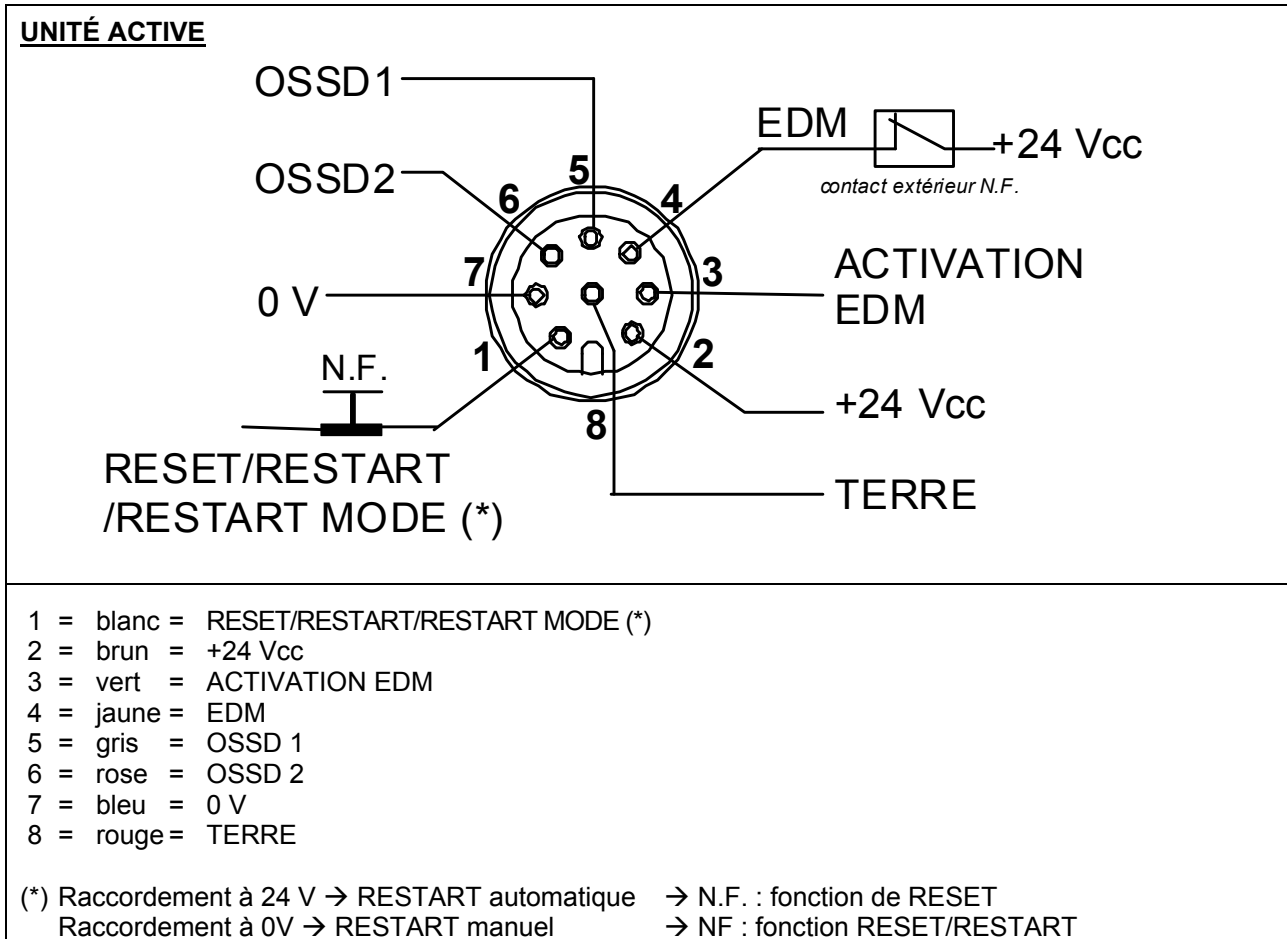 UNITÉ ACTIVE
OSSD1
EDM
+24 Vcc
contact extérieur N.F.
OSSD2
5
6
4
7
3
ACTIVATION
EDM
0 V
1
2
N.F.
+24 Vcc
8
RESET/RESTART
/RESTART MODE (*)
TERRE
1 = blanc = RESET/RESTART/RESTART MODE (*)
2 = brun = +24 Vcc
3 = vert = ACTIVATION EDM
4 = jaune = EDM
5 = gris = OSSD 1
6 = rose = OSSD 2
7 = bleu = 0 V
8 = rouge = TERRE
(*) Raccordement à 24 V → RESTART automatique → N.F. : fonction de RESET
Raccordement à 0V → RESTART manuel → NF : fonction RESET/RESTART